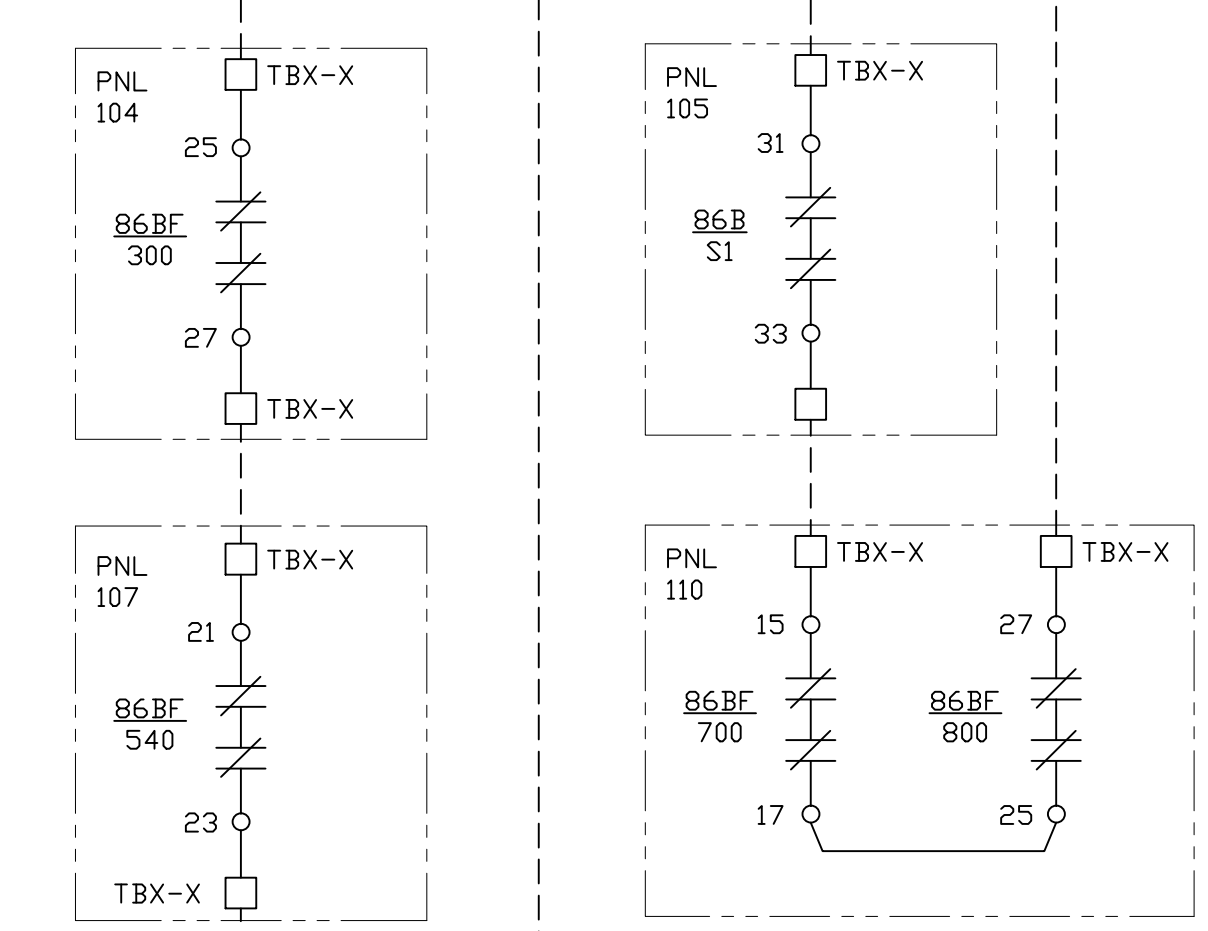 PNL
104
TBX-X
25
86BF
300
27
TBX-X
PNL
105
TBX-X
31
86B
S1
33
PNL
107
TBX-X
21
86BF
540
23
TBX-X
PNL
110
TBX-X
15
86BF
700
17
TBX-X
27
86BF
800
25